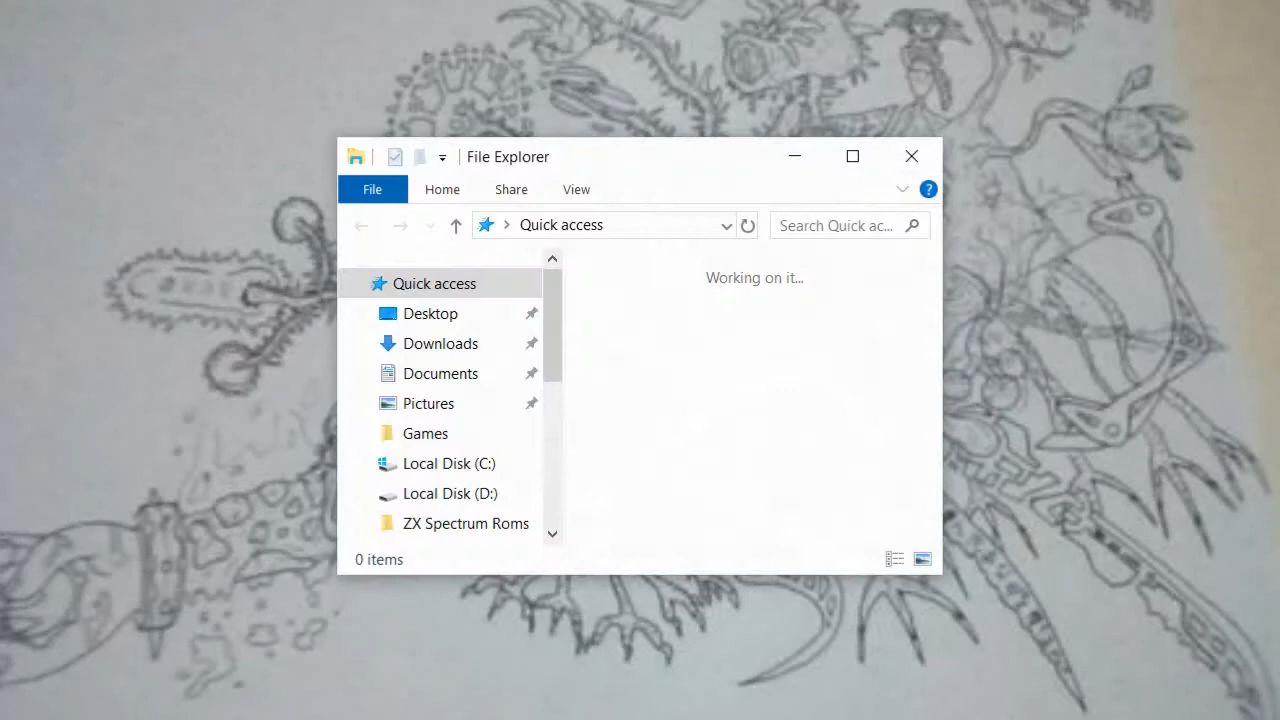 File Explorer
File Home Share View
Quick access Search Quick ac...
Working on it...
Quick access
Desktop
Downloads
Documents
Pictures
Games
Local Disk (C:)
Local Disk (D:)
ZX Spectrum Roms
0 items